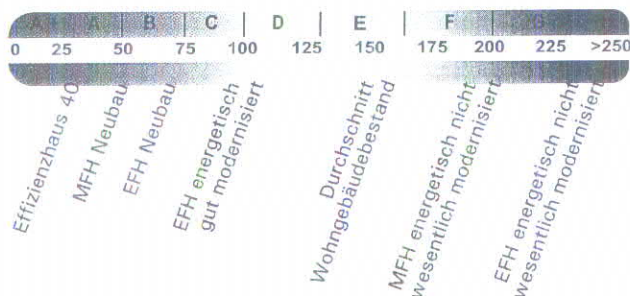 A+ A B C D E F G
0 25 50 75 100 125 150 175 200 225 >250
Effizienzhaus 40
MFH Neubau
EFH Neubau
EFH energetisch
gut modernisiert
Durchschnitt
Wohngebäudebestand
MFH energetisch nicht
wesentlich modernisiert
EFH energetisch nicht
wesentlich modernisiert